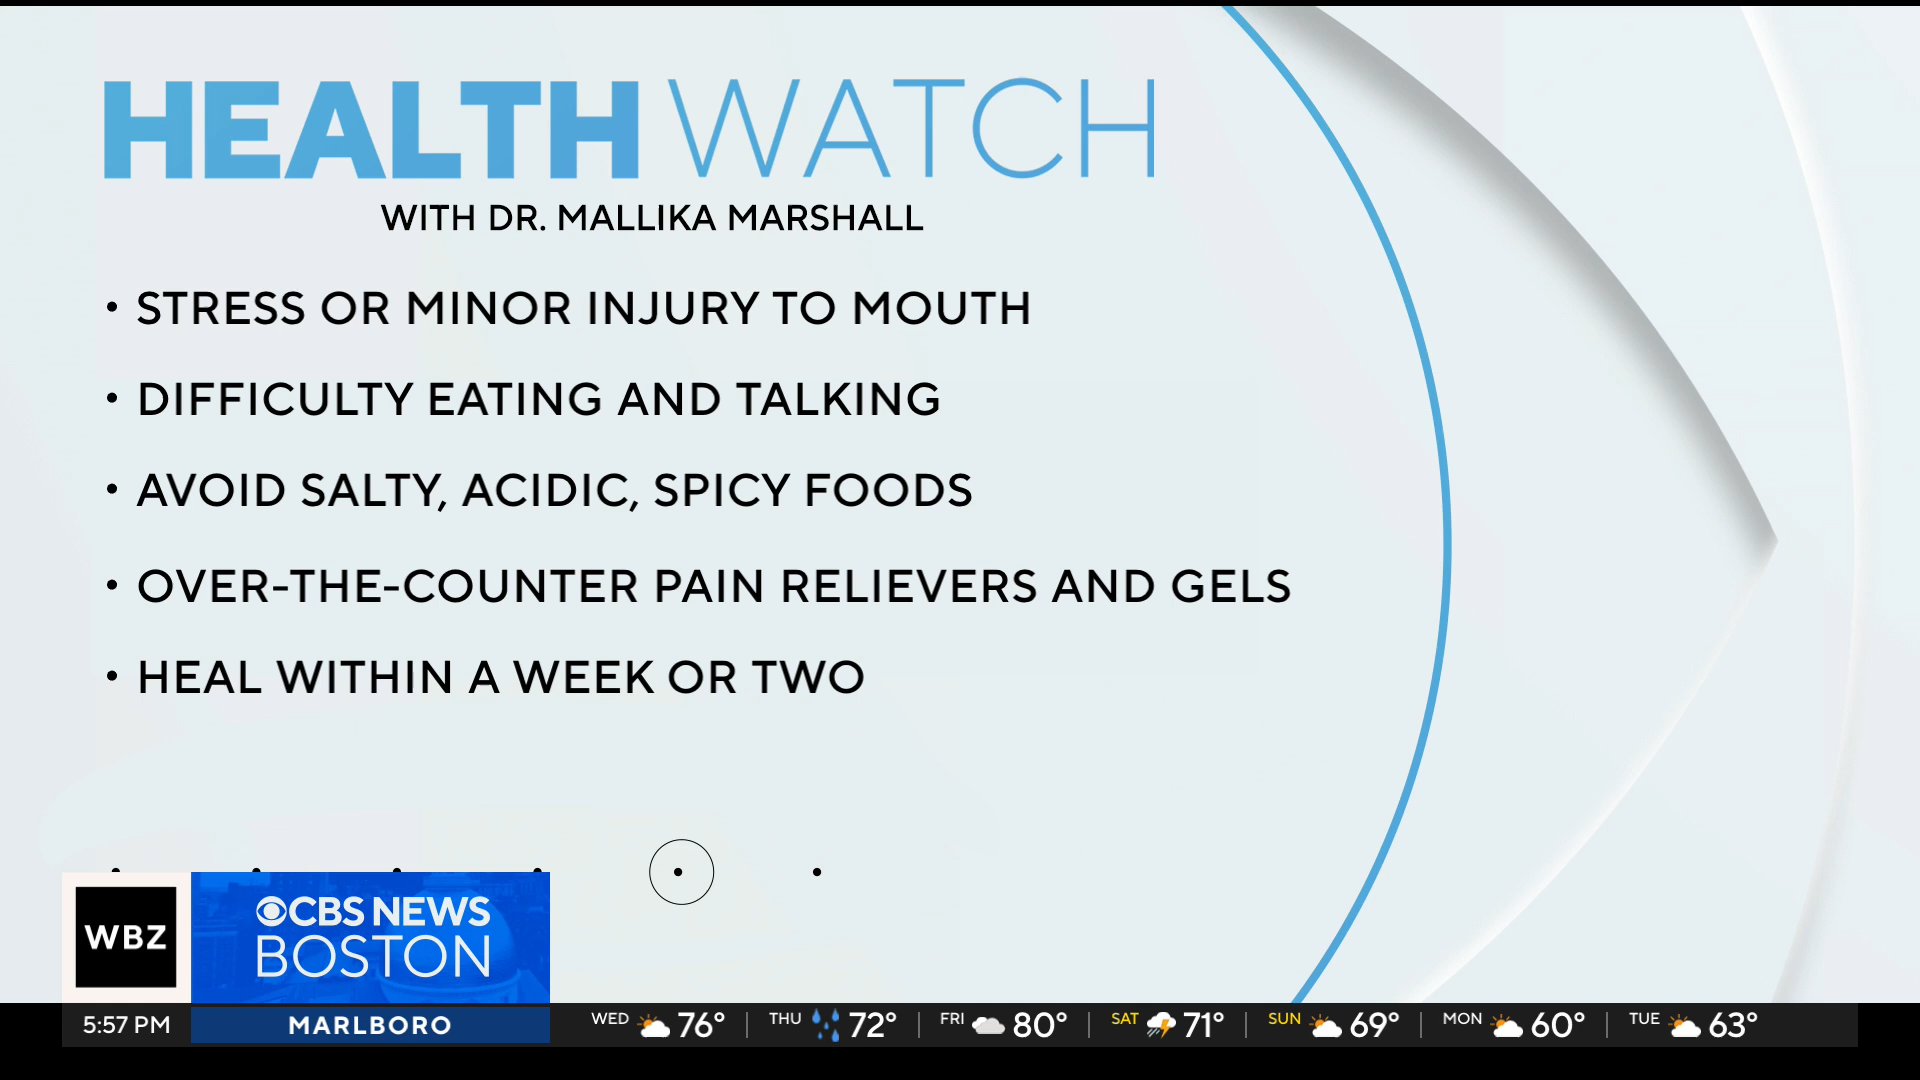 HEALTH WATCH
WITH DR. MALLIKA MARSHALL
• STRESS OR MINOR INJURY TO MOUTH
• DIFFICULTY EATING AND TALKING
• AVOID SALTY, ACIDIC, SPICY FOODS
• OVER-THE-COUNTER PAIN RELIEVERS AND GELS
• HEAL WITHIN A WEEK OR TWO
WBZ
CBS NEWS
BOSTON
5:57 PM MARLBORO WED 76° THU 72° FRI 80° SAT 71° SUN 69° MON 60° TUE 63°